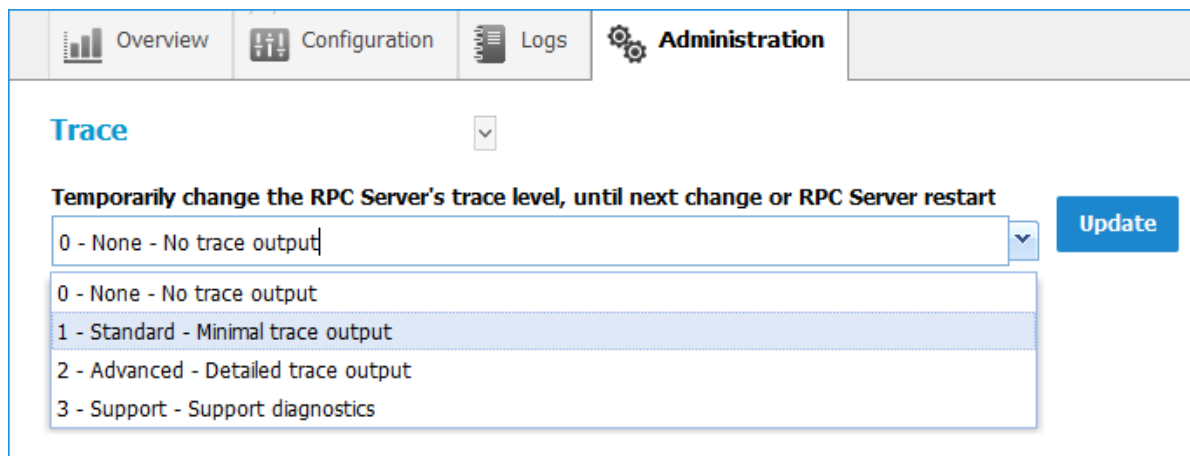 Overview Configuration Logs Administration
Trace
Temporarily change the RPC Server's trace level, until next change or RPC Server restart
0 - None - No trace output
Update
0 - None - No trace output
1 - Standard - Minimal trace output
2 - Advanced - Detailed trace output
3 - Support - Support diagnostics